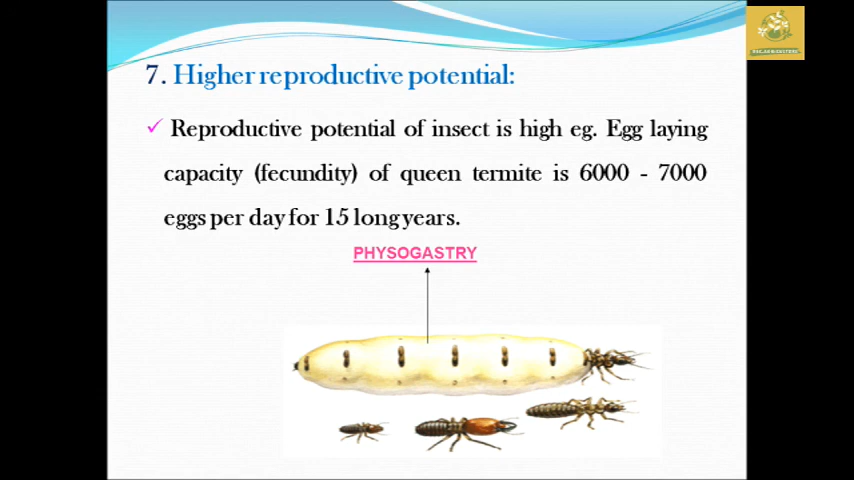 7. Higher reproductive potential:
✓ Reproductive potential of insect is high eg. Egg laying
capacity (fecundity) of queen termite is 6000 - 7000
eggs per day for 15 long years.
PHYSOGASTRY